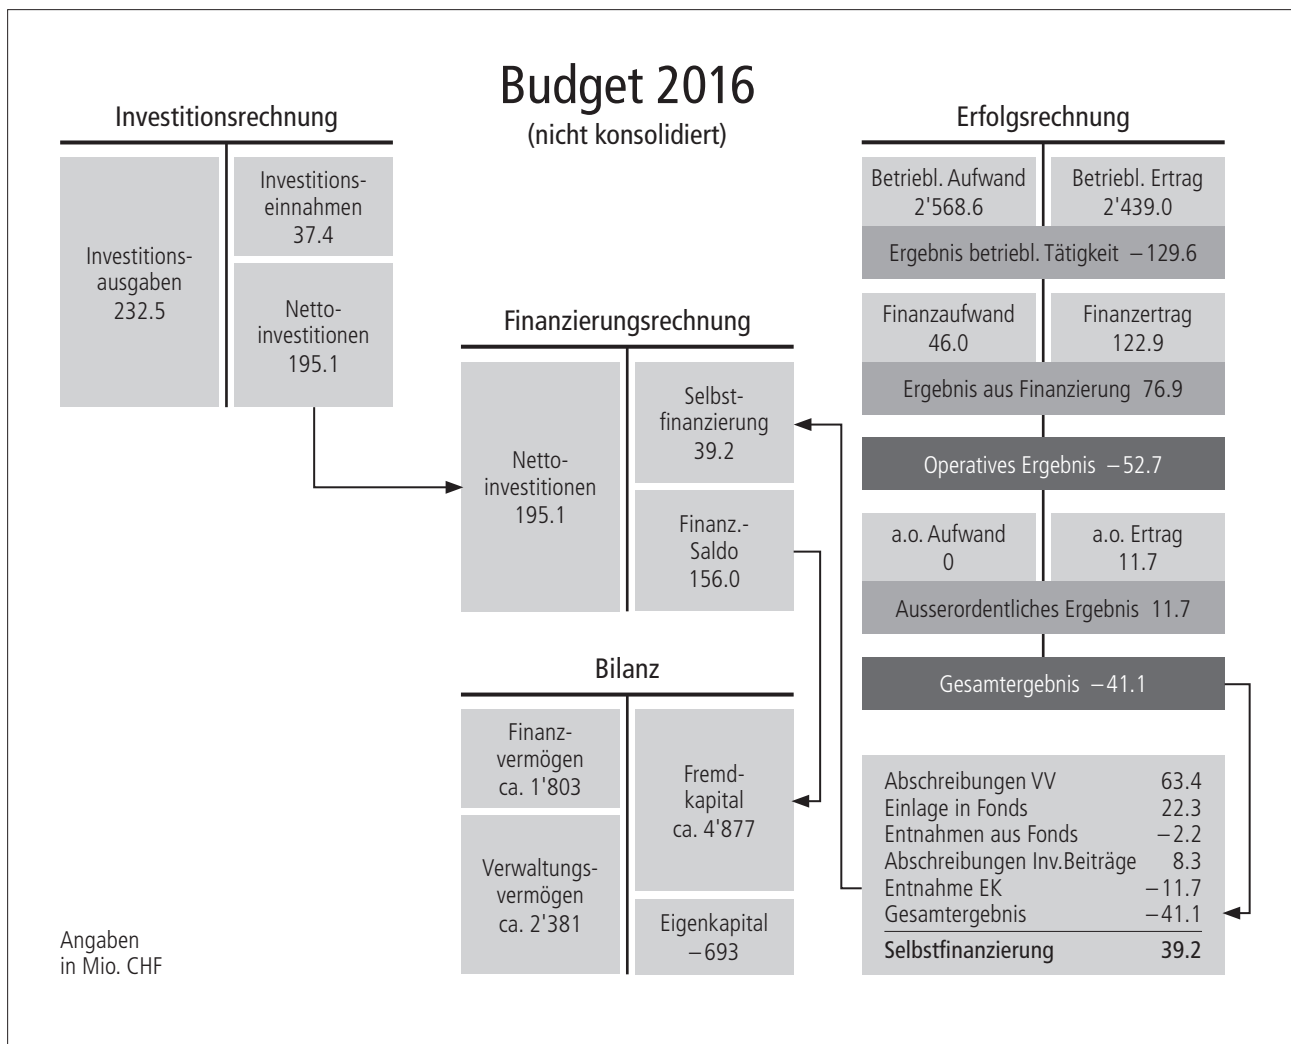 Budget 2016
(nicht konsolidiert)
Investitionsrechnung
Investitions-
ausgaben
232.5
Investitions-
einnahmen
37.4
Netto-
investitionen
195.1
Finanzierungsrechnung
Netto-
investitionen
195.1
Selbst-
finanzierung
39.2
Finanz.-
Saldo
156.0
Bilanz
Finanz-
vermögen
ca. 1'803
Verwaltungs-
vermögen
ca. 2'381
Fremd-
kapital
ca. 4'877
Eigenkapital
–693
Erfolgsrechnung
Betriebl. Aufwand
2'568.6
Betriebl. Ertrag
2'439.0
Ergebnis betriebl. Tätigkeit –129.6
Finanzaufwand
46.0
Finanzertrag
122.9
Ergebnis aus Finanzierung 76.9
Operatives Ergebnis –52.7
a.o. Aufwand
0
a.o. Ertrag
11.7
Ausserordentliches Ergebnis 11.7
Gesamtergebnis –41.1
Abschreibungen VV 63.4
Einlage in Fonds 22.3
Entnahmen aus Fonds –2.2
Abschreibungen Inv.Beiträge 8.3
Entnahme EK –11.7
Gesamtergebnis –41.1
Selbstfinanzierung 39.2
Angaben
in Mio. CHF